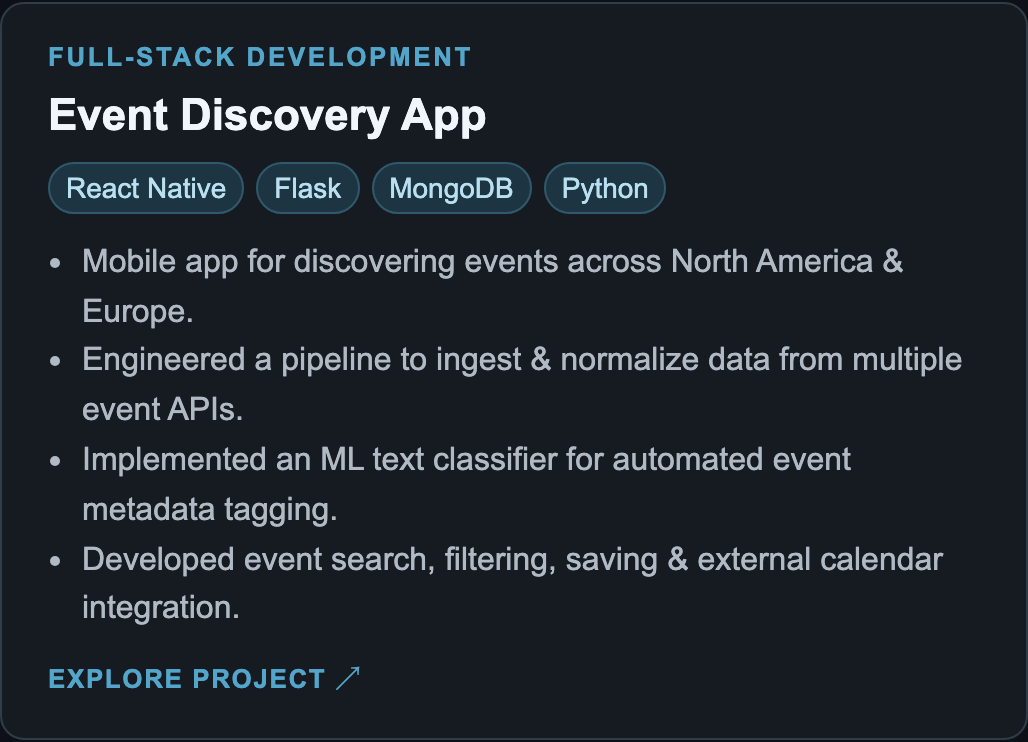 FULL-STACK DEVELOPMENT
Event Discovery App
React Native Flask MongoDB Python
• Mobile app for discovering events across North America &
Europe.
• Engineered a pipeline to ingest & normalize data from multiple
event APIs.
• Implemented an ML text classifier for automated event
metadata tagging.
• Developed event search, filtering, saving & external calendar
integration.
EXPLORE PROJECT ↗